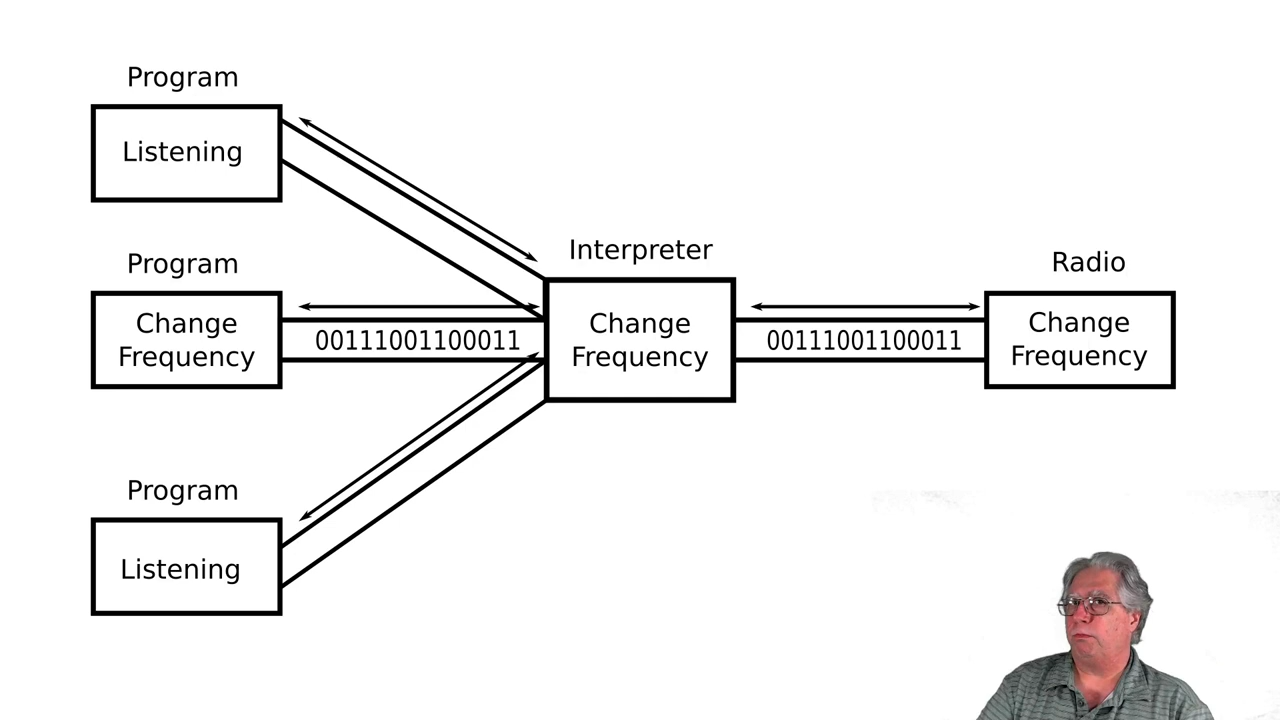 Program
Listening
Program
Change
Frequency
00111001100011
Program
Listening
Interpreter
Change
Frequency
00111001100011
Radio
Change
Frequency